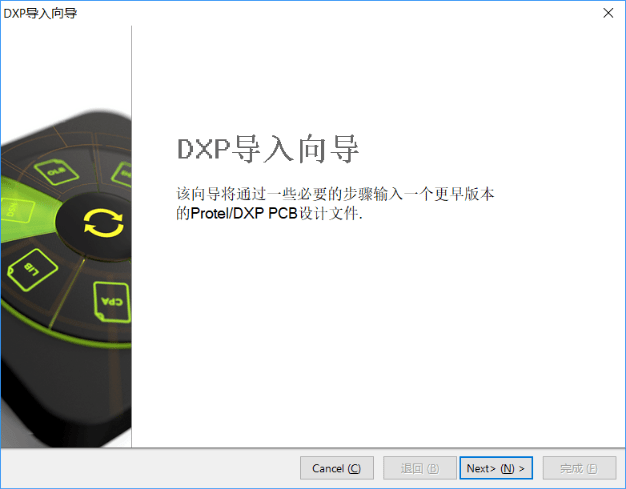 DXP导入向导
DXP导入向导
该向导将通过一些必要的步骤输入一个更早版本
的Protel/DXP PCB设计文件.
OLB
LIB
CPA
Cancel (C)
退回 (B)
Next> (N) >
完成 (F)